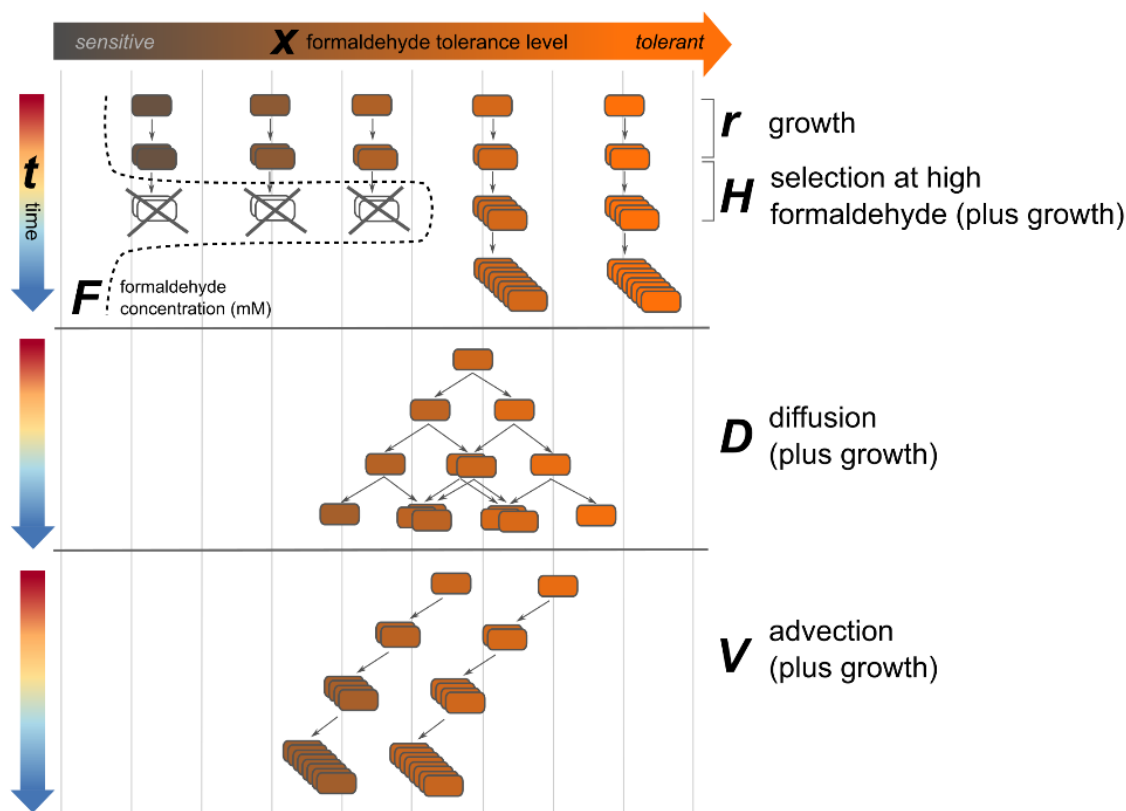 sensitive X formaldehyde tolerance level tolerant
t time
r growth
H selection at high
formaldehyde (plus growth)
F formaldehyde
concentration (mM)
D diffusion
(plus growth)
V advection
(plus growth)